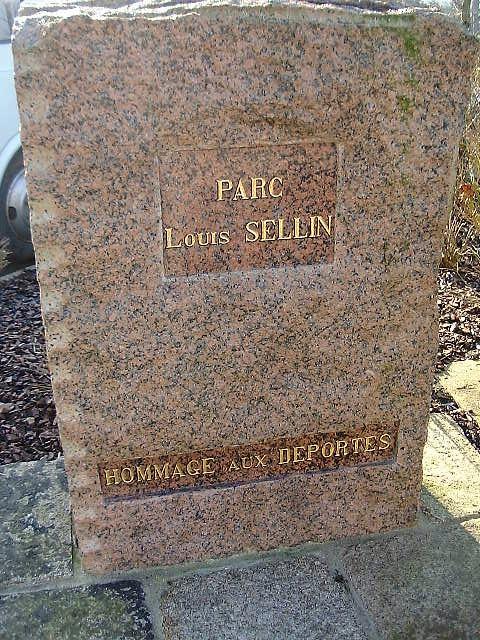 PARC
LOUIS SELLIN
HOMMAGE AUX DEPORTES